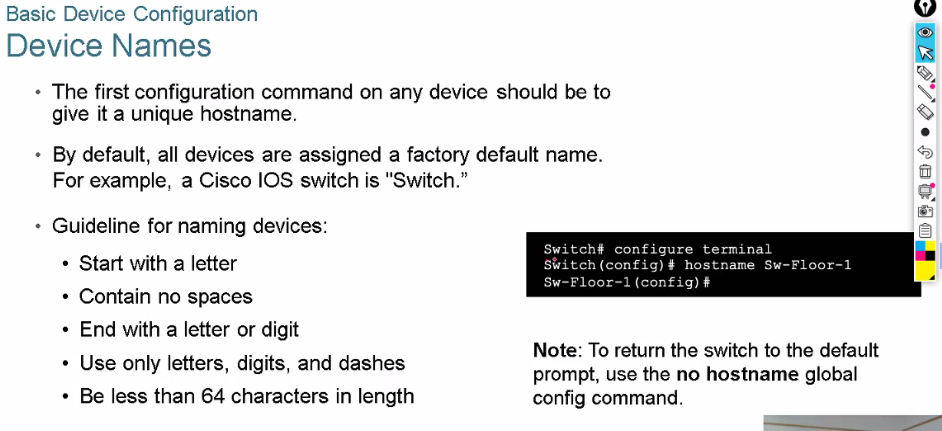 Basic Device Configuration
Device Names
• The first configuration command on any device should be to
give it a unique hostname.
• By default, all devices are assigned a factory default name.
For example, a Cisco IOS switch is "Switch.”
• Guideline for naming devices:
• Start with a letter
• Contain no spaces
• End with a letter or digit
• Use only letters, digits, and dashes
• Be less than 64 characters in length
Switch# configure terminal
Switch(config)# hostname Sw-Floor-1
Sw-Floor-1(config)#
Note: To return the switch to the default
prompt, use the no hostname global
config command.